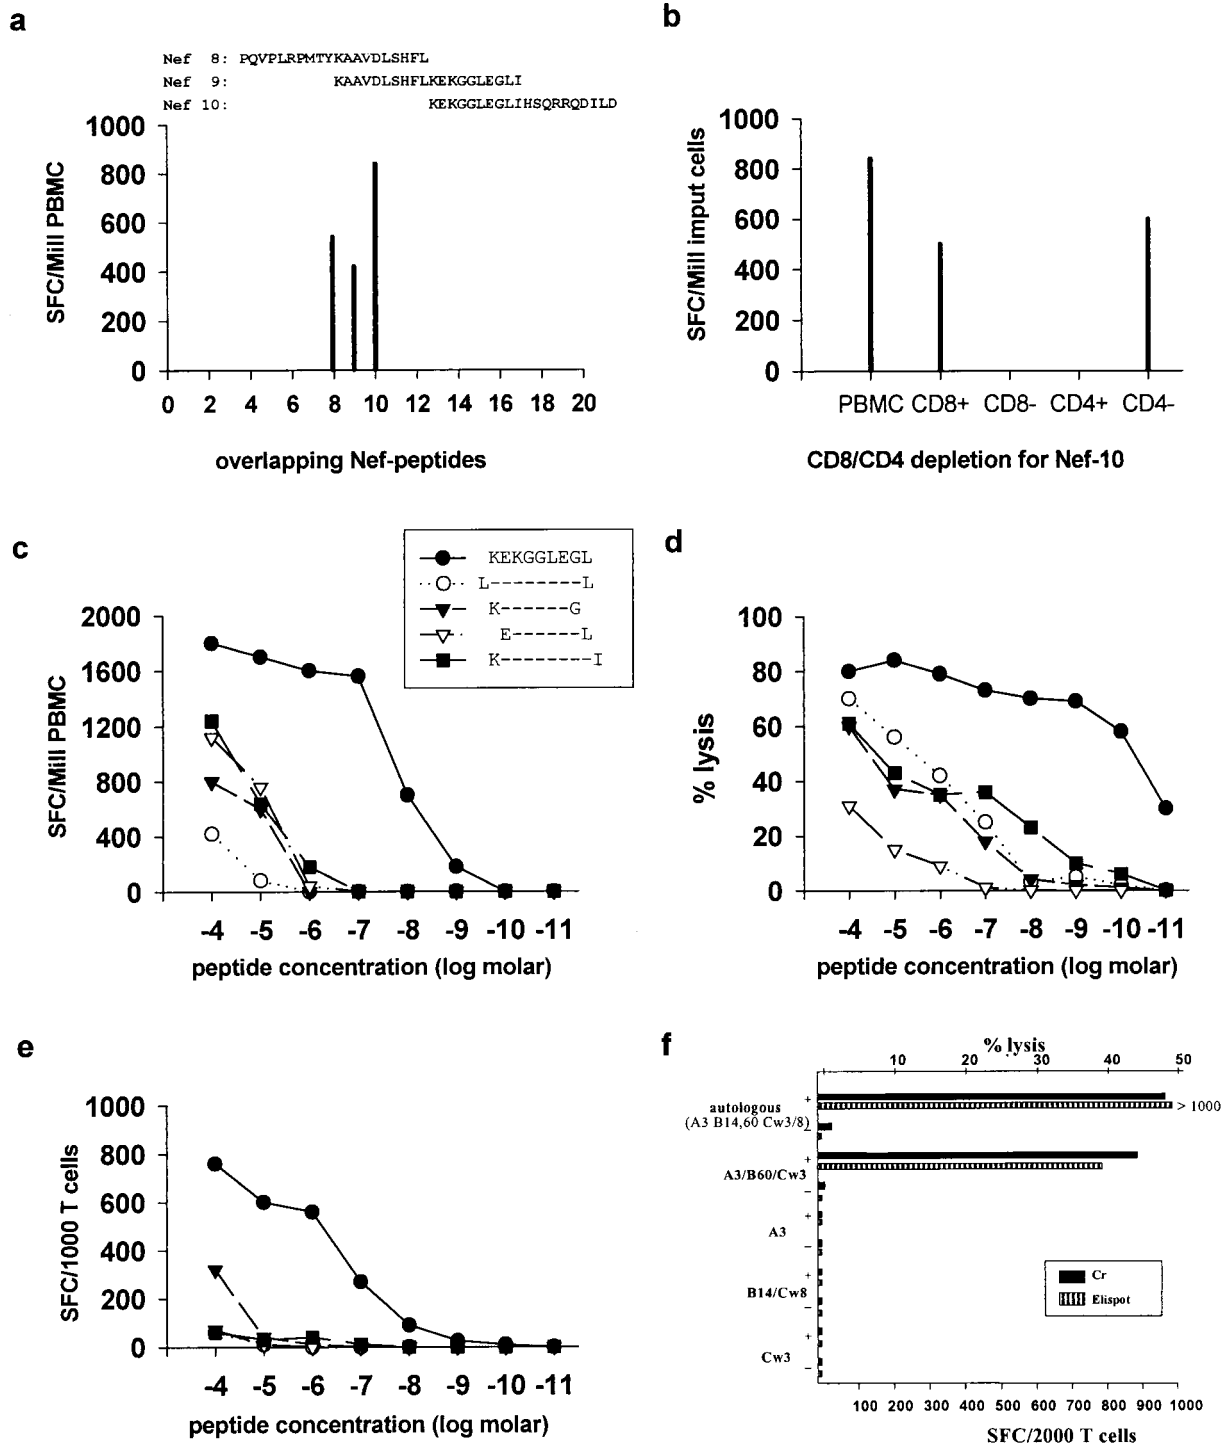 a
Nef 8: PQVPLRPMTYKAAVDLSHFL
Nef 9: KAAVDLSHFLKEKGGLEGLI
Nef 10: KEKGGLEGLIHSQRRQDILD
1000
800
600
400
200
0
SFC/Mill PBMC
0 2 4 6 8 10 12 14 16 18 20
overlapping Nef-peptides
b
1000
800
600
400
200
0
SFC/Mill imput cells
PBMC CD8+ CD8- CD4+ CD4-
CD8/CD4 depletion for Nef-10
c
KEKGGLEGL
L--------L
K-------G
E------L
K---------I
2000
1600
1200
800
400
0
SFC/Mill PBMC
-4 -5 -6 -7 -8 -9 -10 -11
peptide concentration (log molar)
d
100
80
60
40
20
0
% lysis
-4 -5 -6 -7 -8 -9 -10 -11
peptide concentration (log molar)
e
1000
800
600
400
200
0
SFC/1000 T cells
-4 -5 -6 -7 -8 -9 -10 -11
peptide concentration (log molar)
f
% lysis
10 20 30 40 50
+
autologous
> 1000
(A3 B14,60 Cw3/8)
–
+
A3/B60/Cw3
–
+
A3
–
+
B14/Cw8
–
+
Cw3
–
Cr
Elispot
100 200 300 400 500 600 700 800 900 1000
SFC/2000 T cells